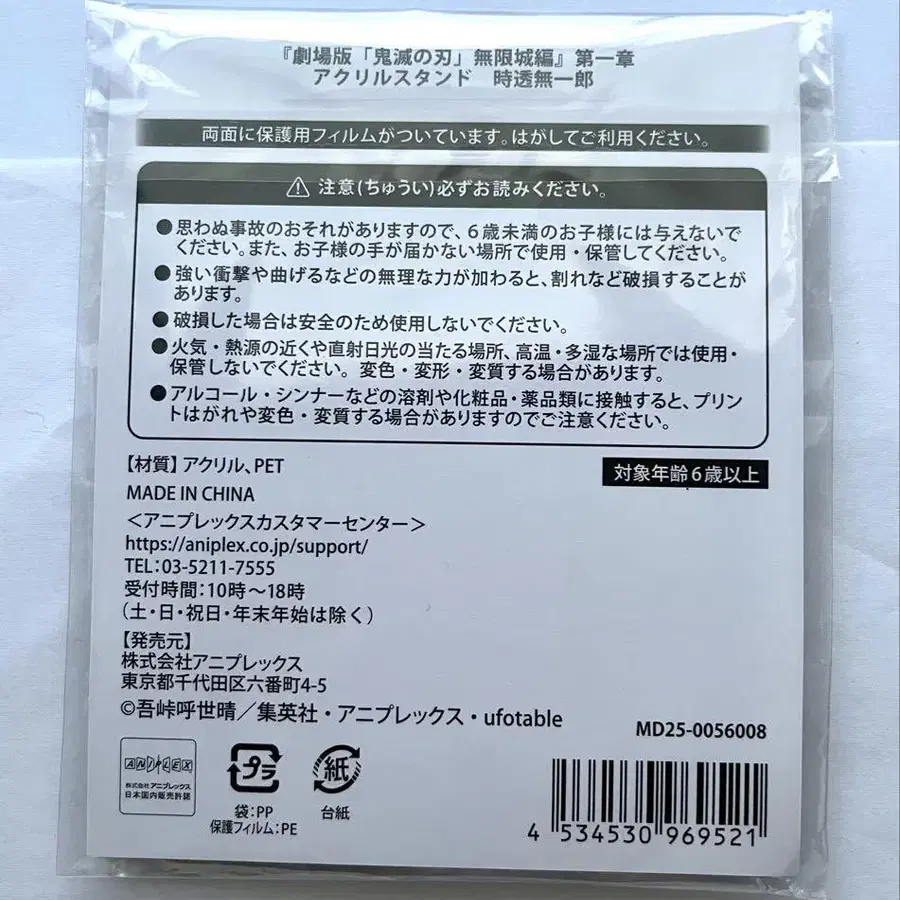 『劇場版「鬼滅の刃」無限城編』第一章
アクリルスタンド　時透無一郎
両面に保護用フィルムがついています。はがしてご利用ください。
⚠ 注意(ちゅうい)必ずお読みください。
●思わぬ事故のおそれがありますので、6歳未満のお子様には与えないで
ください。また、お子様の手が届かない場所で使用・保管してください。
●強い衝撃や曲げるなどの無理な力が加わると、割れなど破損することが
あります。
●破損した場合は安全のため使用しないでください。
●火気・熱源の近くや直射日光の当たる場所、高温・多湿な場所では使用・
保管しないでください。 変色・変形・変質する場合があります。
●アルコール・シンナーなどの溶剤や化粧品・薬品類に接触すると、プリン
トはがれや変色・変質する場合がありますのでご注意ください。
【材質】アクリル、PET
対象年齢6歳以上
MADE IN CHINA
＜アニプレックスカスタマーセンター＞
https://aniplex.co.jp/support/
TEL:03-5211-7555
受付時間:10時～18時
(土・日・祝日・年末年始は除く)
【発売元】
株式会社アニプレックス
東京都千代田区六番町4-5
©吾峠呼世晴／集英社・アニプレックス・ufotable
MD25-0056008
ANIPLEX
株式会社アニプレックス
日本国内販売許諾
プラ
袋:PP
保護フィルム:PE
紙
台紙
4 534530 969521